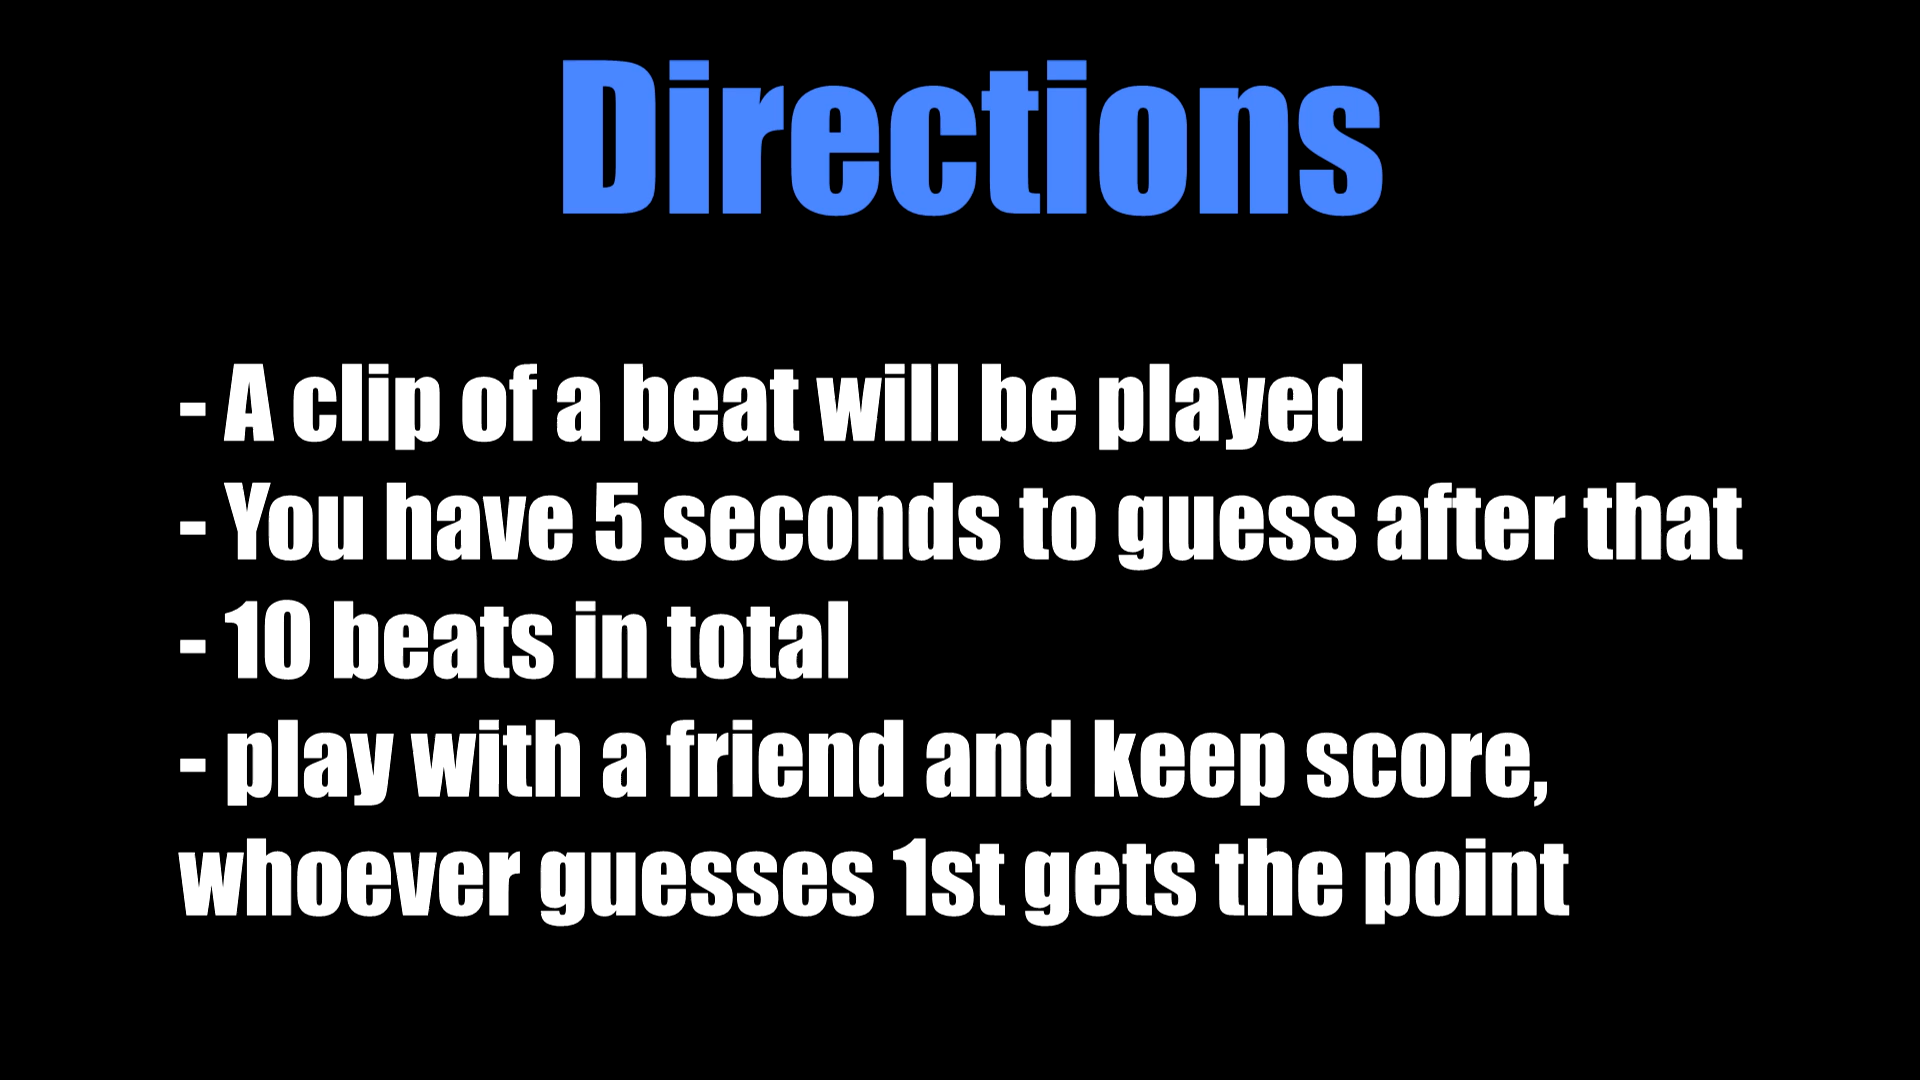 Directions
- A clip of a beat will be played
- You have 5 seconds to guess after that
- 10 beats in total
- play with a friend and keep score,
whoever guesses 1st gets the point